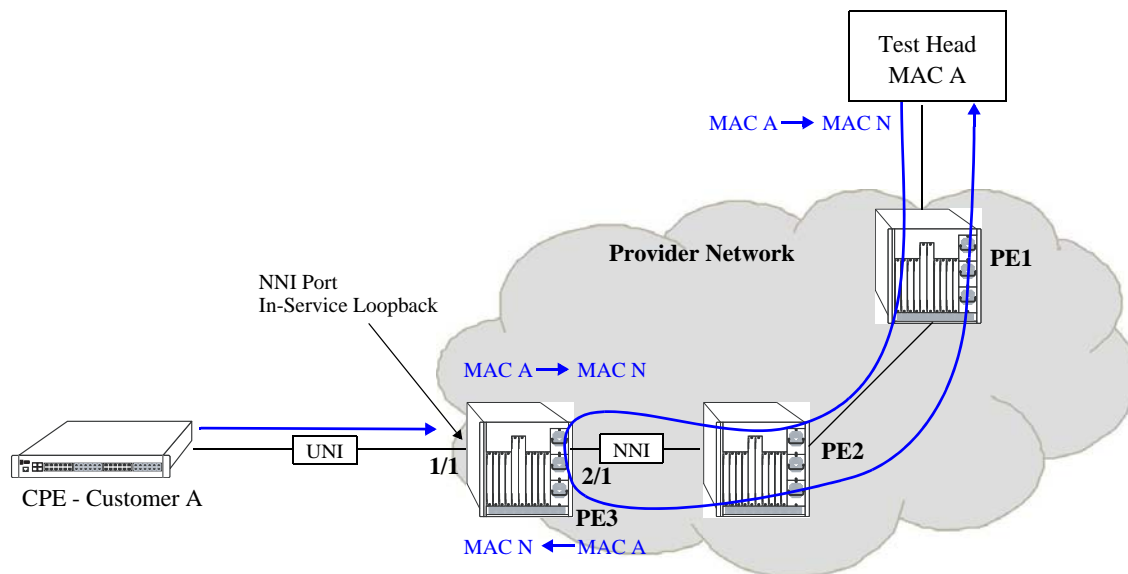 Test Head
MAC A
MAC A → MAC N
Provider Network
PE1
NNI Port
In-Service Loopback
MAC A → MAC N
UNI
1/1
NNI
2/1
PE2
CPE - Customer A
PE3
MAC N ← MAC A